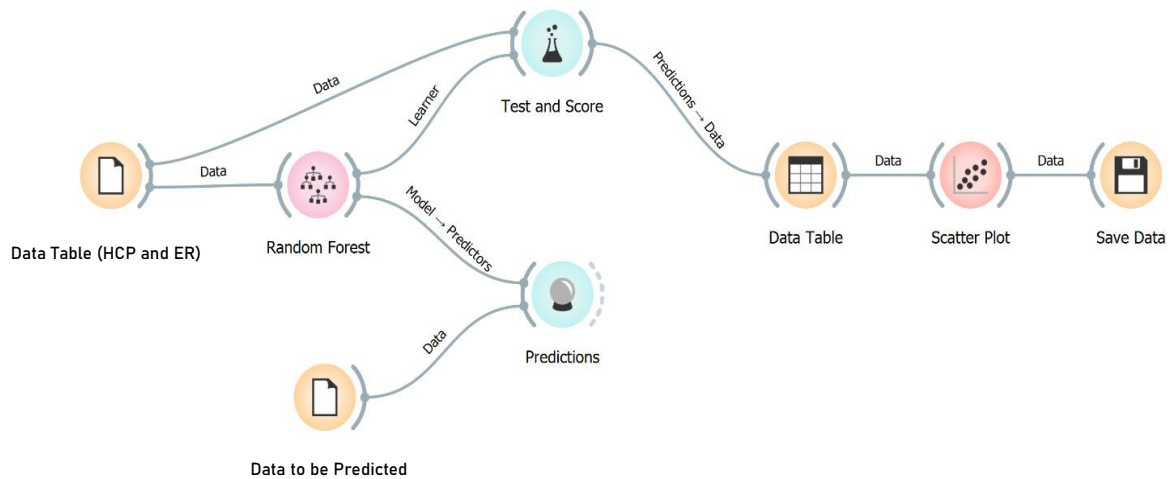 Data
Learner
Test and Score
Predictions → Data
Data
Random Forest
Data Table (HCP and ER)
Model → Predictors
Data
Data
Data Table
Scatter Plot
Save Data
Data
Predictions
Data to be Predicted